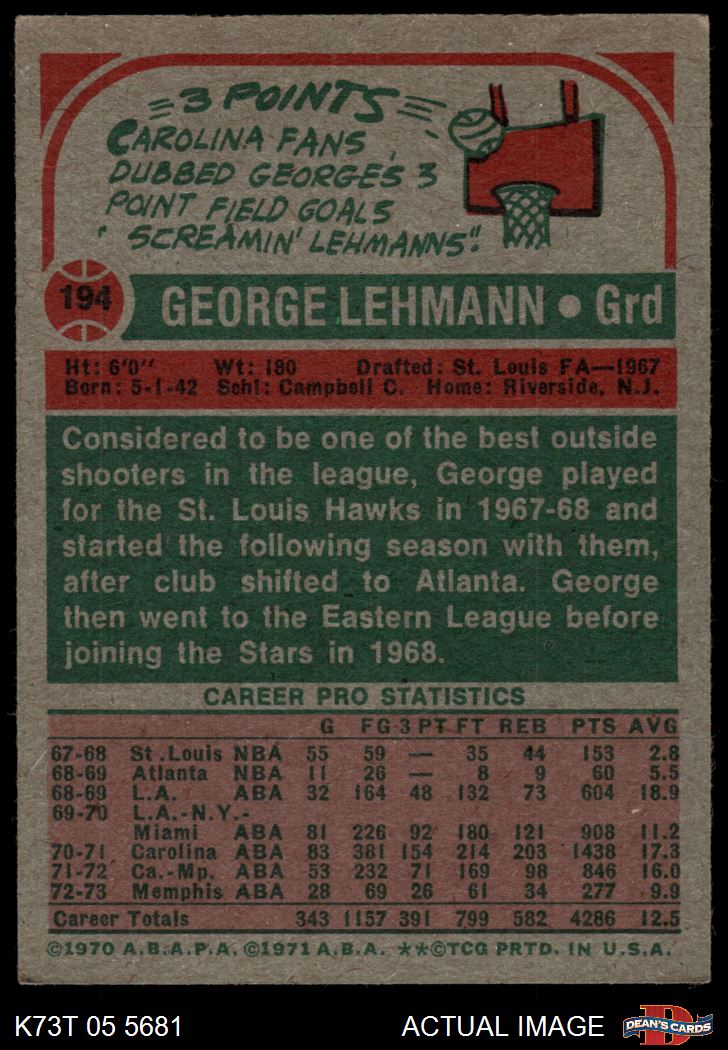 3 POINTS
CAROLINA FANS
DUBBED GEORGE'S 3
POINT FIELD GOALS
"SCREAMIN' LEHMANNS"!
194
GEORGE LEHMANN • Grd
Ht: 6'0" Wt: 180 Drafted: St. Louis FA—1967
Born: 5-1-42 Schl: Campbell C. Home: Riverside, N.J.
Considered to be one of the best outside
shooters in the league, George played
for the St. Louis Hawks in 1967-68 and
started the following season with them,
after club shifted to Atlanta. George
then went to the Eastern League before
joining the Stars in 1968.
CAREER PRO STATISTICS
G FG 3 PT FT REB PTS AVG
67-68 St. Louis NBA 55 59 — 35 44 153 2.8
68-69 Atlanta NBA 11 26 — 8 9 60 5.5
68-69 L.A. ABA 32 164 48 132 73 604 18.9
69-70 L.A.-N.Y.-
Miami ABA 81 226 92 180 121 908 11.2
70-71 Carolina ABA 83 381 154 214 203 1438 17.3
71-72 Ca.-Mp. ABA 53 232 71 169 98 846 16.0
72-73 Memphis ABA 28 69 26 61 34 277 9.9
Career Totals 343 1157 391 799 582 4286 12.5
©1970 A.B.A.P.A. ©1971 A.B.A. **©TCG PRTD. IN U.S.A.
K73T 05 5681 ACTUAL IMAGE D DEAN'S CARDS